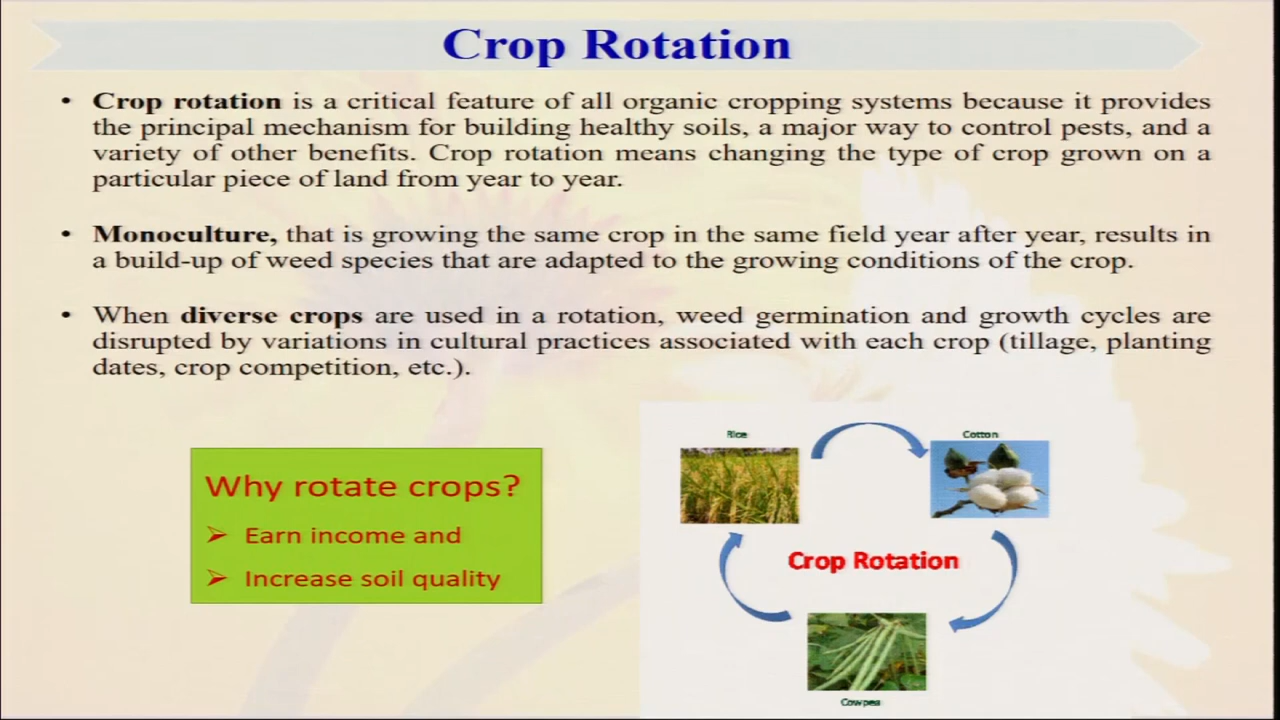 Crop Rotation
• Crop rotation is a critical feature of all organic cropping systems because it provides
the principal mechanism for building healthy soils, a major way to control pests, and a
variety of other benefits. Crop rotation means changing the type of crop grown on a
particular piece of land from year to year.
• Monoculture, that is growing the same crop in the same field year after year, results in
a build-up of weed species that are adapted to the growing conditions of the crop.
• When diverse crops are used in a rotation, weed germination and growth cycles are
disrupted by variations in cultural practices associated with each crop (tillage, planting
dates, crop competition, etc.).
Why rotate crops?
➢ Earn income and
➢ Increase soil quality
Rice
Cotton
Crop Rotation
Cowpea